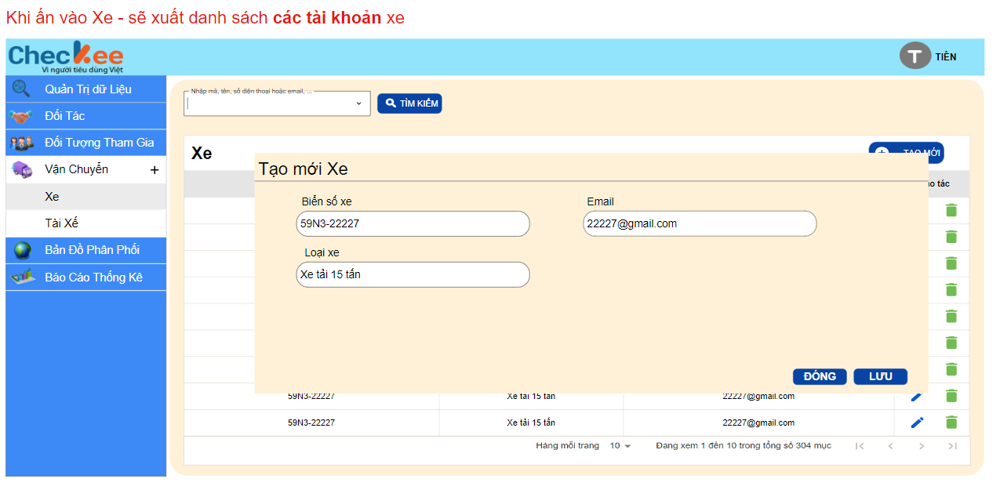 Khi ấn vào Xe - sẽ xuất danh sách các tài khoản xe
Checkee
Vì người tiêu dùng Việt
T TIÊN
Quản Trị dữ Liệu
Đối Tác
Đối Tượng Tham Gia
Vận Chuyển +
Xe
Tài Xế
Bản Đồ Phân Phối
Báo Cáo Thống Kê
Nhập mã, tên, số điện thoại hoặc email, ...
TÌM KIẾM
Xe
TẠO MỚI
Tạo mới Xe
o tác
Biển số xe
Email
59N3-22227
22227@gmail.com
Loại xe
Xe tải 15 tấn
ĐÓNG LƯU
59N3-22227 Xe tải 15 tấn 22227@gmail.com
59N3-22227 Xe tải 15 tấn 22227@gmail.com
Hàng mỗi trang 10 Đang xem 1 đến 10 trong tổng số 304 mục